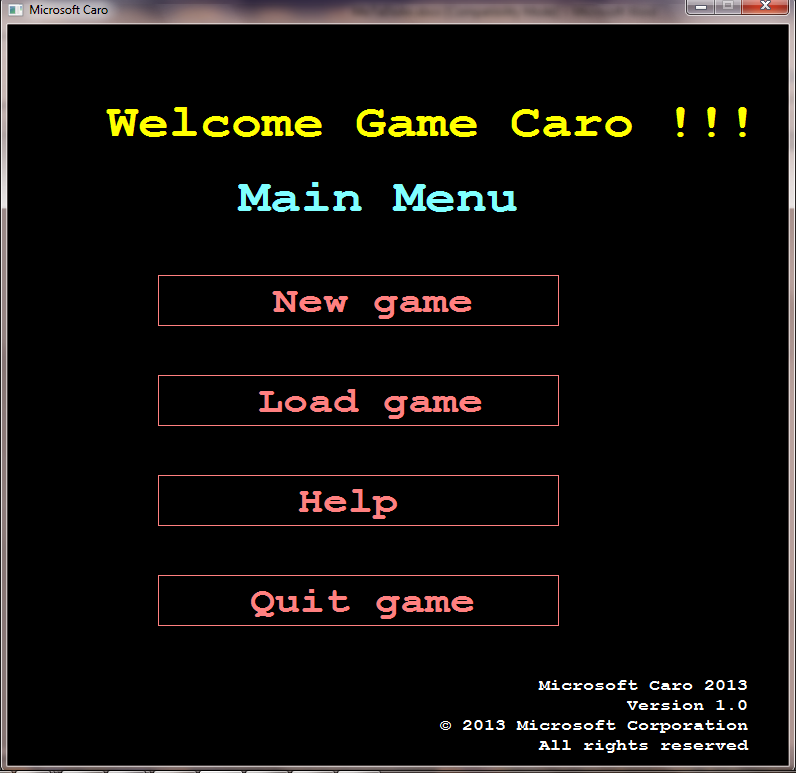 Microsoft Caro
Welcome Game Caro !!!
Main Menu
New game
Load game
Help
Quit game
Microsoft Caro 2013
Version 1.0
© 2013 Microsoft Corporation
All rights reserved